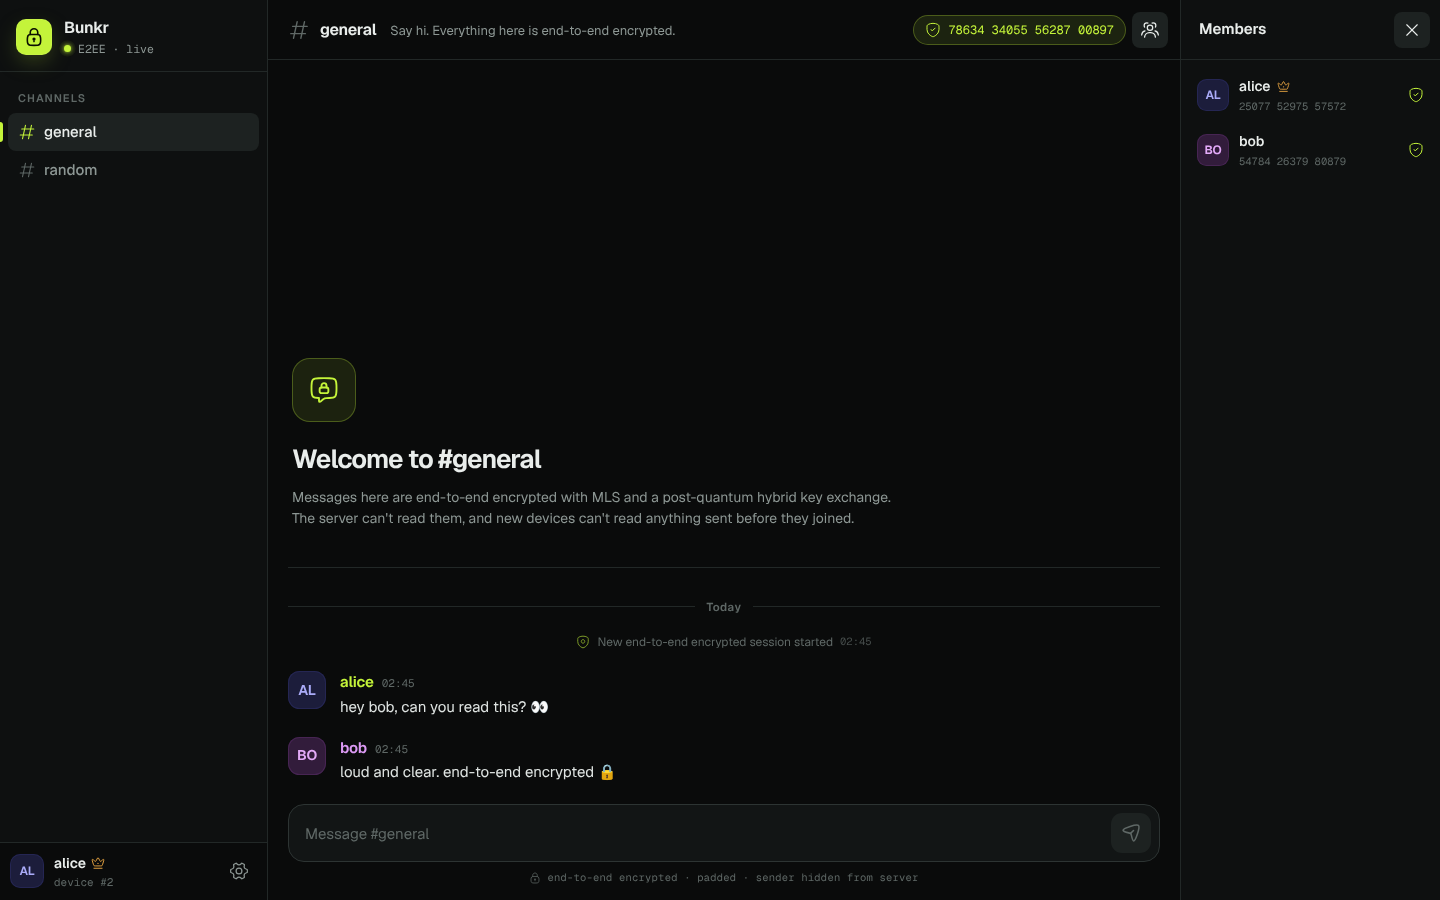 Bunkr
E2EE · live
CHANNELS
# general
# random
AL
alice
device #2
# general Say hi. Everything here is end-to-end encrypted.
78634 34055 56287 00897
Welcome to #general
Messages here are end-to-end encrypted with MLS and a post-quantum hybrid key exchange.
The server can't read them, and new devices can't read anything sent before they joined.
Today
New end-to-end encrypted session started 02:45
AL
alice 02:45
hey bob, can you read this? 👀
BO
bob 02:45
loud and clear. end-to-end encrypted 🔒
Message #general
end-to-end encrypted · padded · sender hidden from server
Members
AL
alice
25077 52975 57572
BO
bob
54784 26379 80879